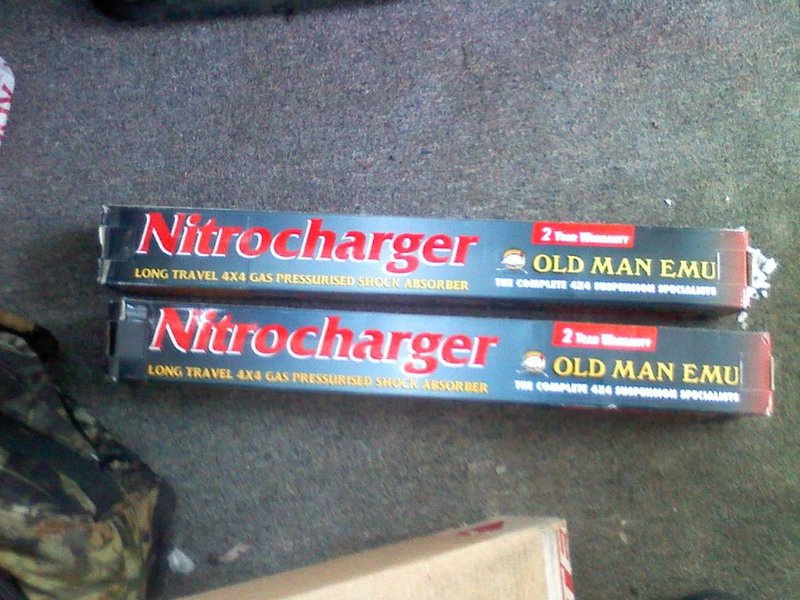 Nitrocharger
2 YEAR WARRANTY
OLD MAN EMU
LONG TRAVEL 4X4 GAS PRESSURISED SHOCK ABSORBER
THE COMPLETE 4X4 SUSPENSION SPECIALISTS
Nitrocharger
2 YEAR WARRANTY
OLD MAN EMU
LONG TRAVEL 4X4 GAS PRESSURISED SHOCK ABSORBER
THE COMPLETE 4X4 SUSPENSION SPECIALISTS